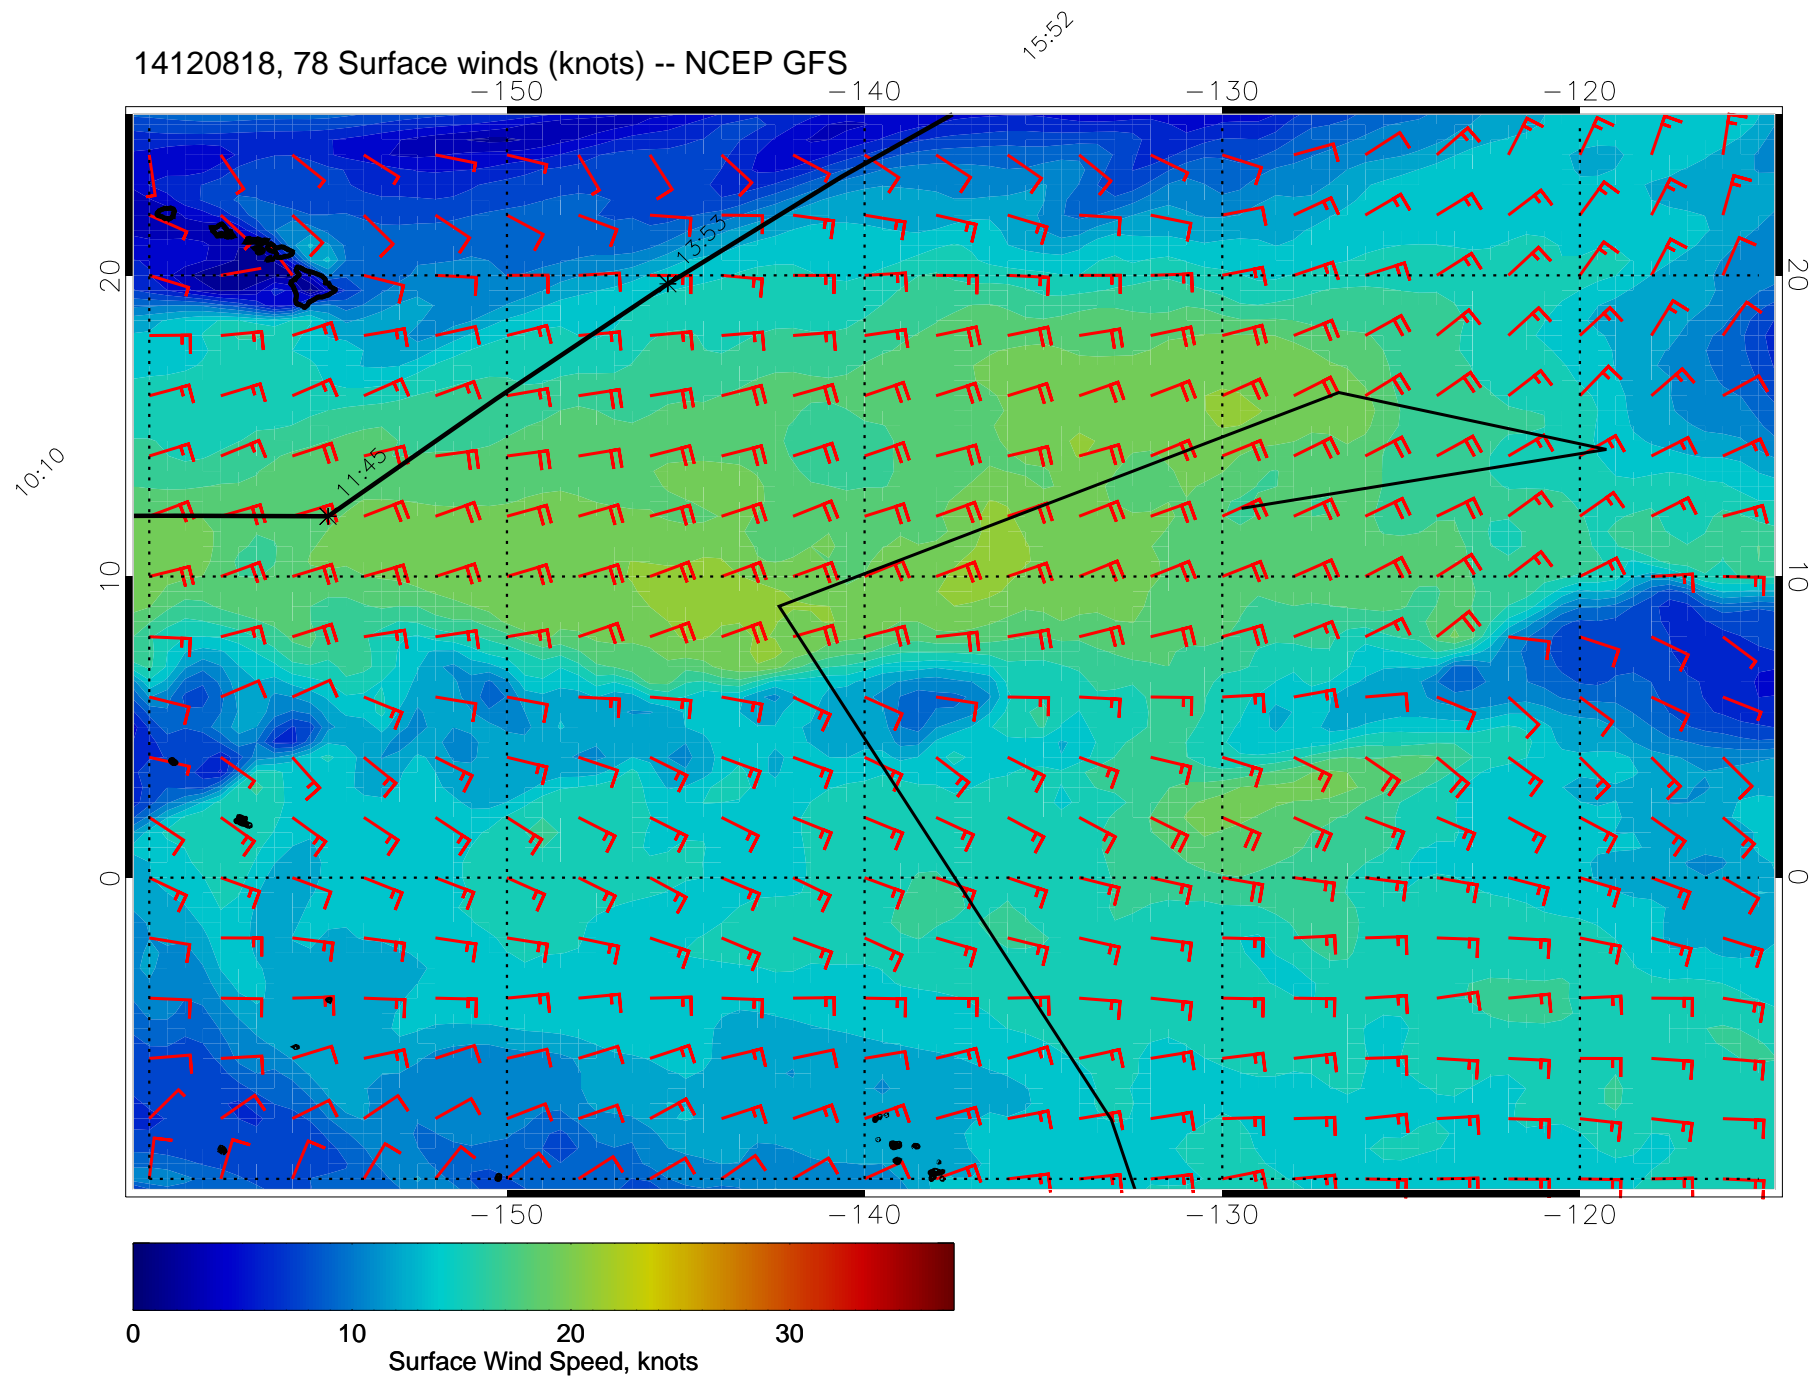 15:52
14120818, 78 Surface winds (knots) -- NCEP GFS
-150 -140 -130 -120
13:53
20 20
11:45
10:10
10 10
0 0
-150 -140 -130 -120
0 10 20 30
Surface Wind Speed, knots